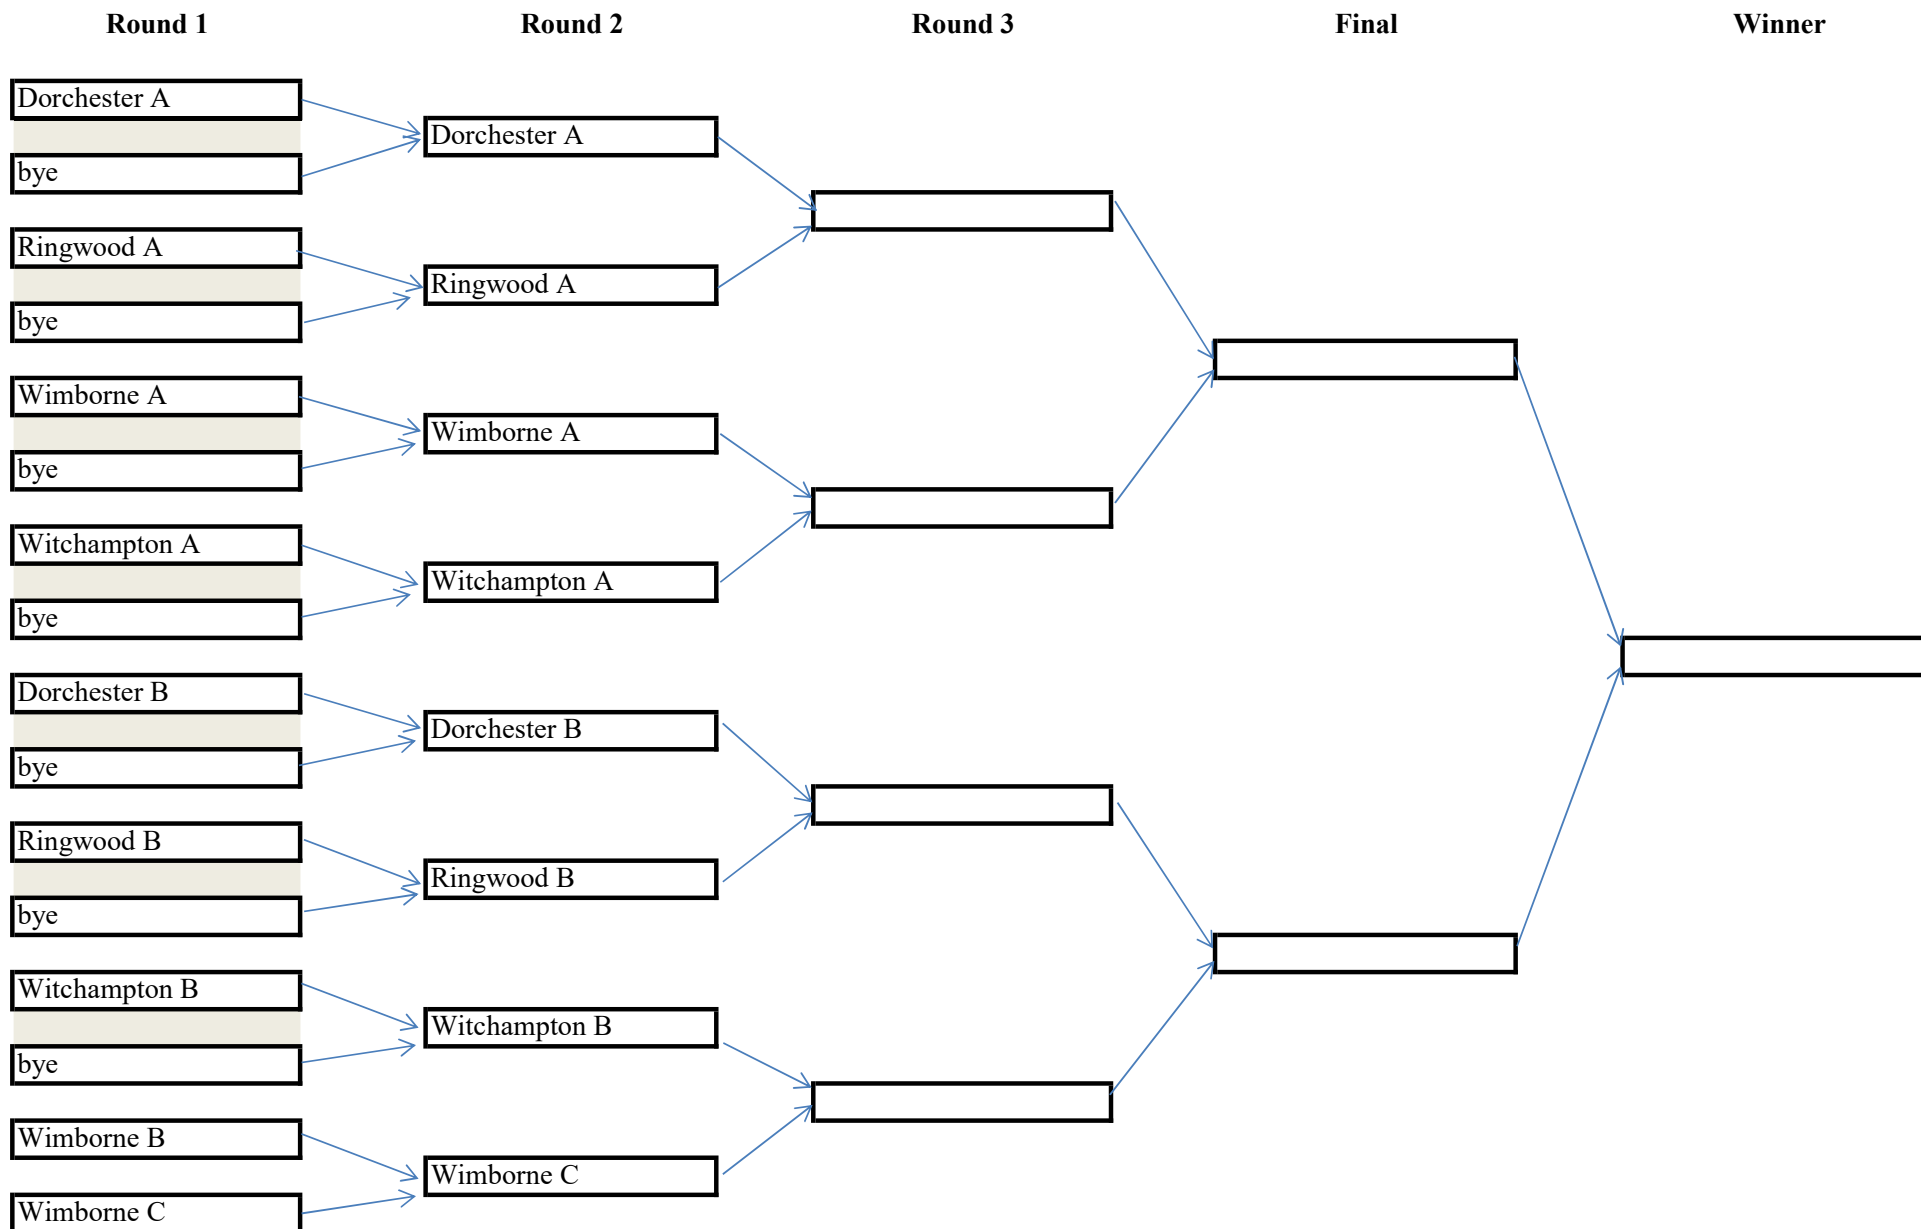 Round 1 Round 2 Round 3 Final Winner
Dorchester A
Dorchester A
bye
Ringwood A
Ringwood A
bye
Wimborne A
Wimborne A
bye
Witchampton A
Witchampton A
bye
Dorchester B
Dorchester B
bye
Ringwood B
Ringwood B
bye
Witchampton B
Witchampton B
bye
Wimborne B
Wimborne C
Wimborne C